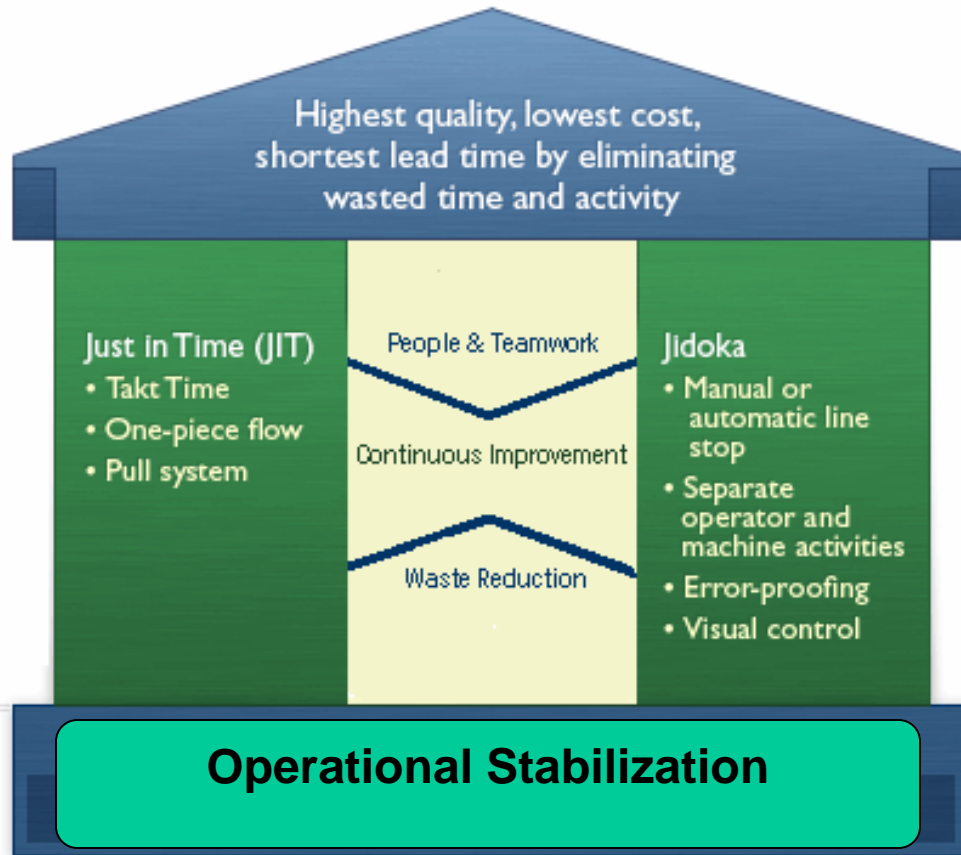 Highest quality, lowest cost,
shortest lead time by eliminating
wasted time and activity
Just in Time (JIT)
• Takt Time
• One-piece flow
• Pull system
People & Teamwork
Continuous Improvement
Waste Reduction
Jidoka
• Manual or
automatic line
stop
• Separate
operator and
machine activities
• Error-proofing
• Visual control
Operational Stabilization